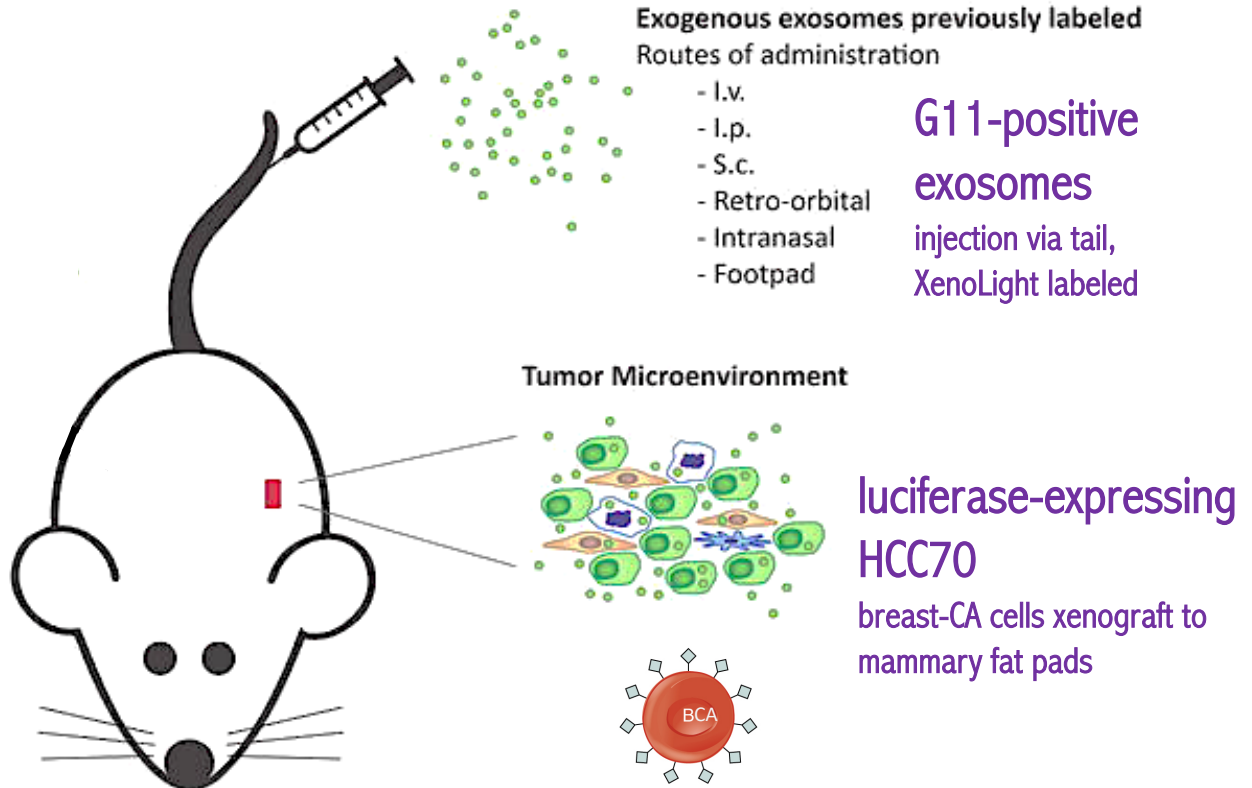 Exogenous exosomes previously labeled
Routes of administration
- I.v.
- I.p.
- S.c.
- Retro-orbital
- Intranasal
- Footpad
G11-positive
exosomes
injection via tail,
XenoLight labeled
Tumor Microenvironment
luciferase-expressing
HCC70
breast-CA cells xenograft to
mammary fat pads
BCA